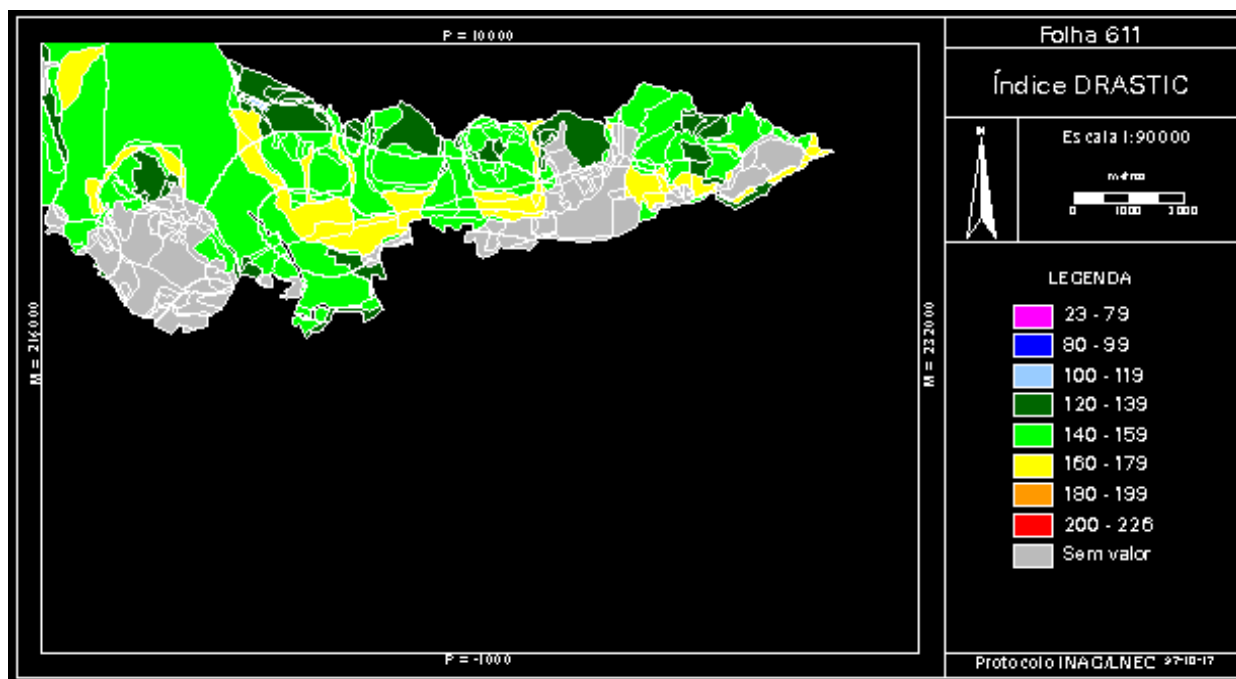 P = 10000
M = 216000
M = 232000
P = -1000
Folha 611
Índice DRASTIC
N
Escala 1:90000
metros
0 1000 2000
LEGENDA
23 - 79
80 - 99
100 - 119
120 - 139
140 - 159
160 - 179
180 - 199
200 - 226
Sem valor
Protocolo INAG/LNEC 97-10-17